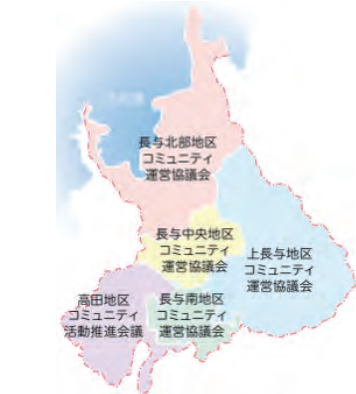 長与北部地区
コミュニティ
運営協議会
長与中央地区
コミュニティ
運営協議会
上長与地区
コミュニティ
運営協議会
高田地区
コミュニティ
活動推進会議
長与南地区
コミュニティ
運営協議会